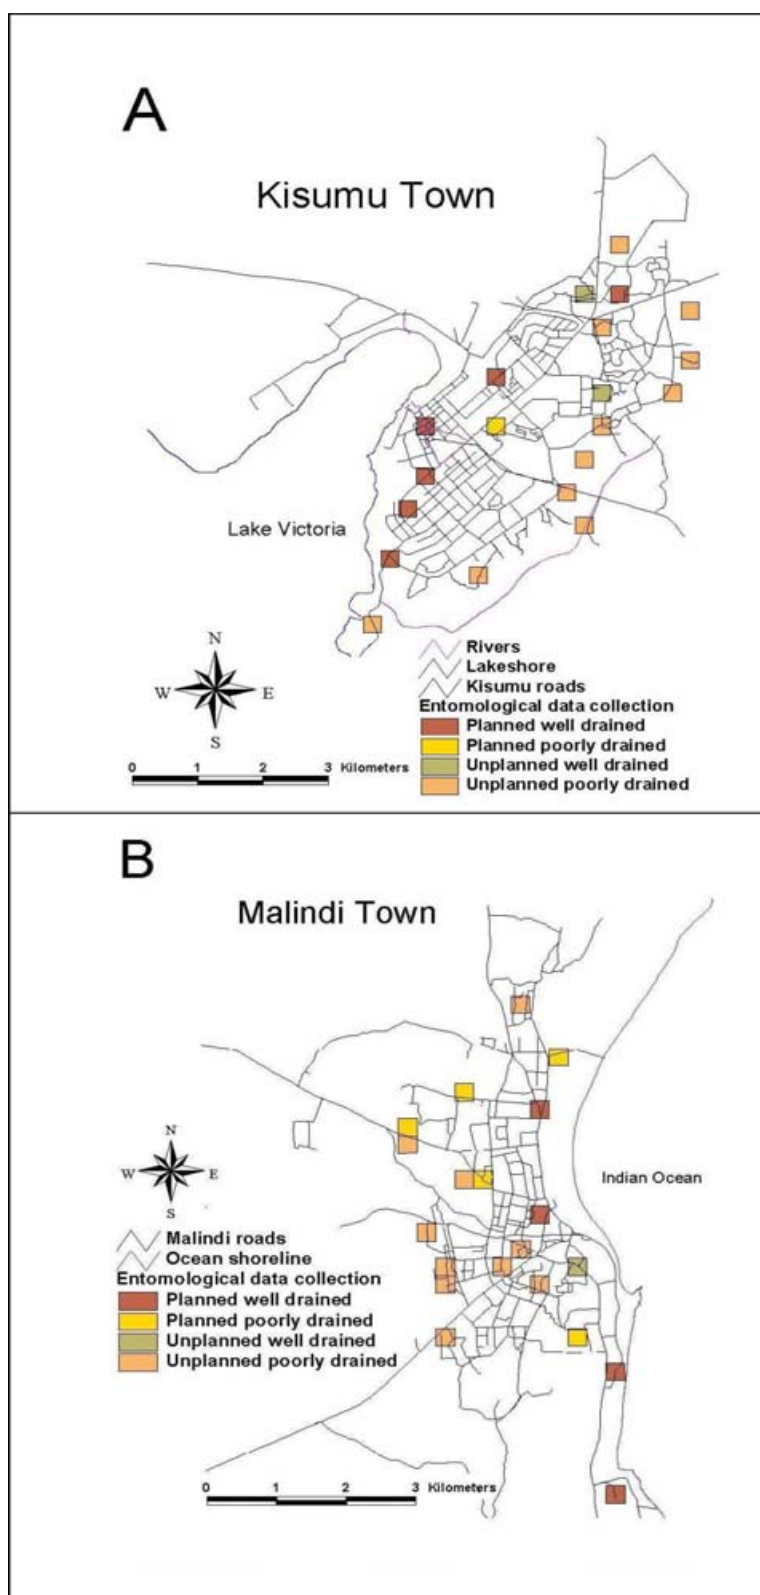 A
Kisumu Town
Lake Victoria
N
W E
S
0 1 2 3 Kilometers
Rivers
Lakeshore
Kisumu roads
Entomological data collection
Planned well drained
Planned poorly drained
Unplanned well drained
Unplanned poorly drained
B
Malindi Town
Indian Ocean
N
W E
S
Malindi roads
Ocean shoreline
Entomological data collection
Planned well drained
Planned poorly drained
Unplanned well drained
Unplanned poorly drained
0 1 2 3 Kilometers